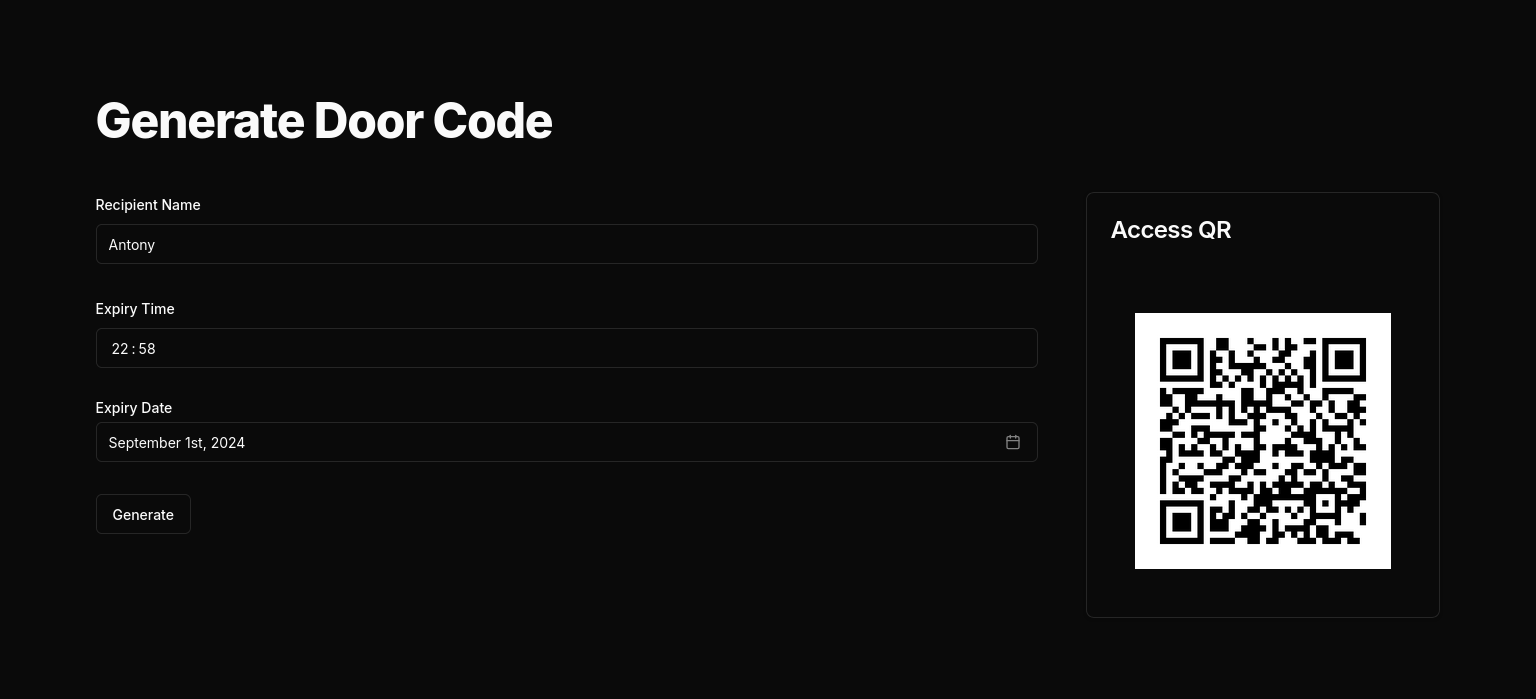 Generate Door Code
Recipient Name
Antony
Expiry Time
22 : 58
Expiry Date
September 1st, 2024
Generate
Access QR